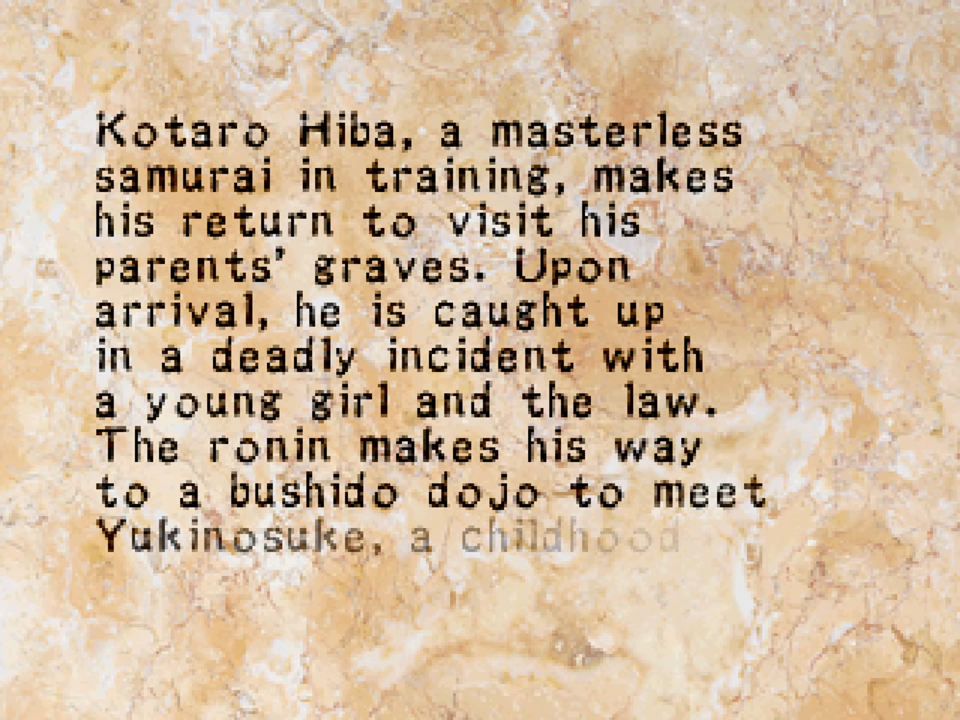 Kotaro Hiba, a masterless
samurai in training, makes
his return to visit his
parents' graves. Upon
arrival, he is caught up
in a deadly incident with
a young girl and the law.
The ronin makes his way
to a bushido dojo to meet
Yukinosuke, a childhood